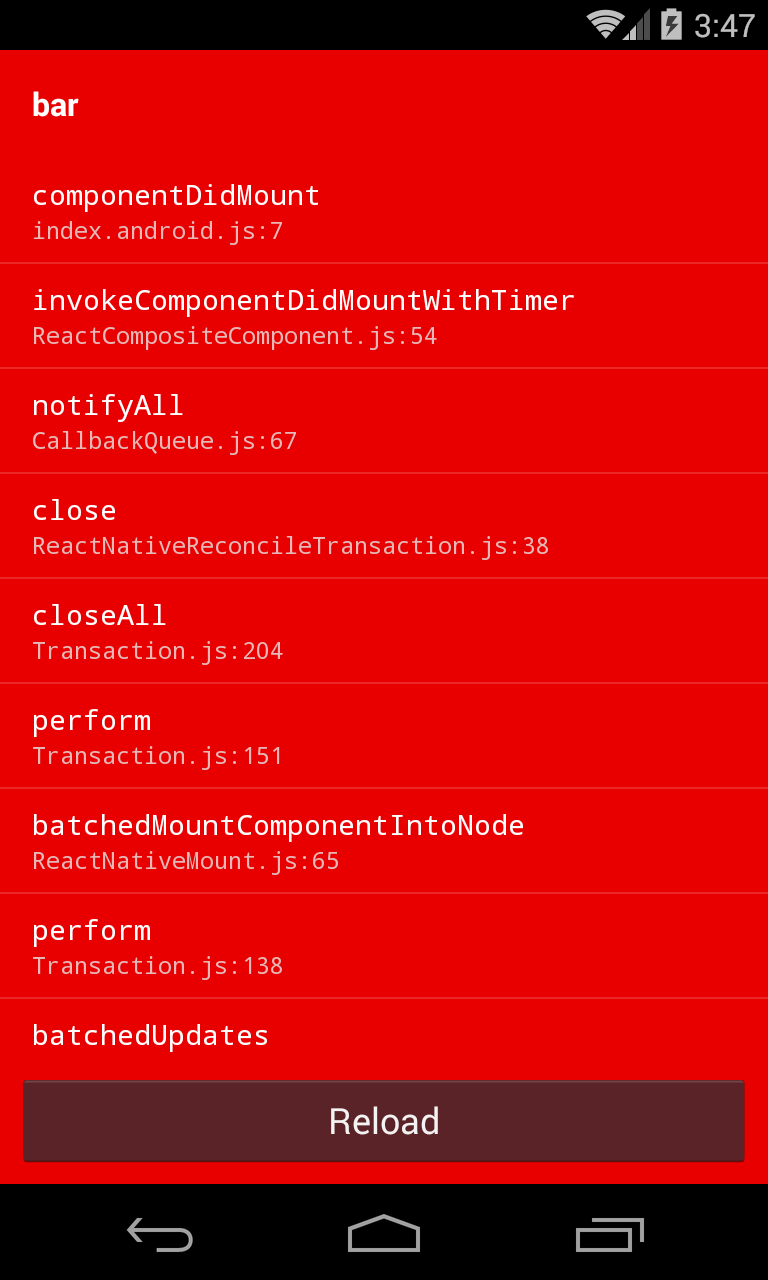 3:47
bar
componentDidMount
index.android.js:7
invokeComponentDidMountWithTimer
ReactCompositeComponent.js:54
notifyAll
CallbackQueue.js:67
close
ReactNativeReconcileTransaction.js:38
closeAll
Transaction.js:204
perform
Transaction.js:151
batchedMountComponentIntoNode
ReactNativeMount.js:65
perform
Transaction.js:138
batchedUpdates
Reload